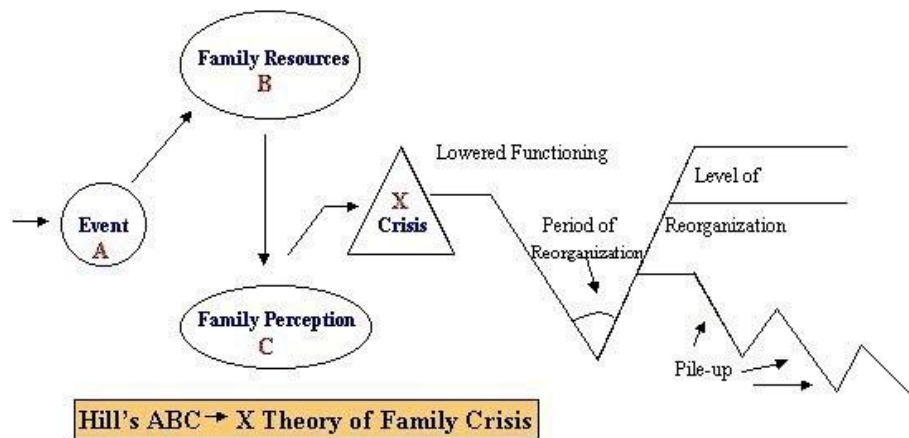 Family Resources
B
Event
A
Family Perception
C
X
Crisis
Lowered Functioning
Period of
Reorganization
Level of
Reorganization
Pile-up
Hill's ABC → X Theory of Family Crisis